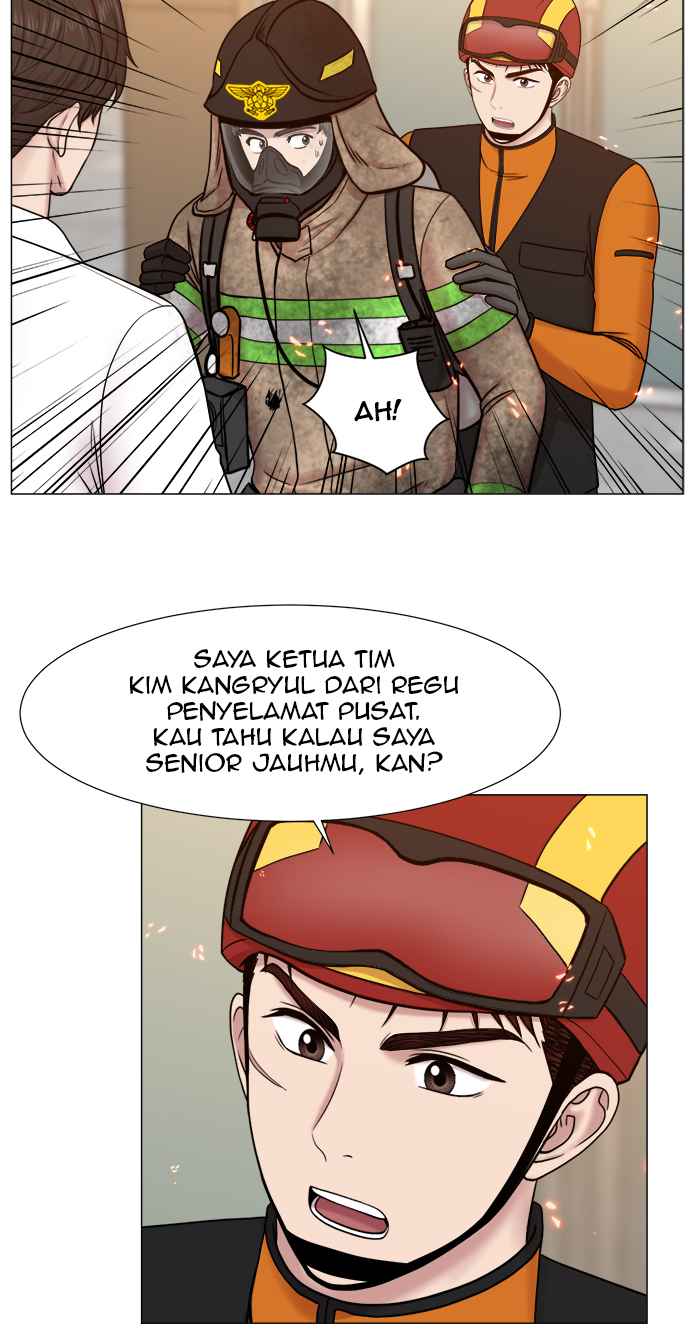 AH!
SAYA KETUA TIM
KIM KANGRYUL DARI REGU
PENYELAMAT PUSAT.
KAU TAHU KALAU SAYA
SENIOR JAUHMU, KAN?